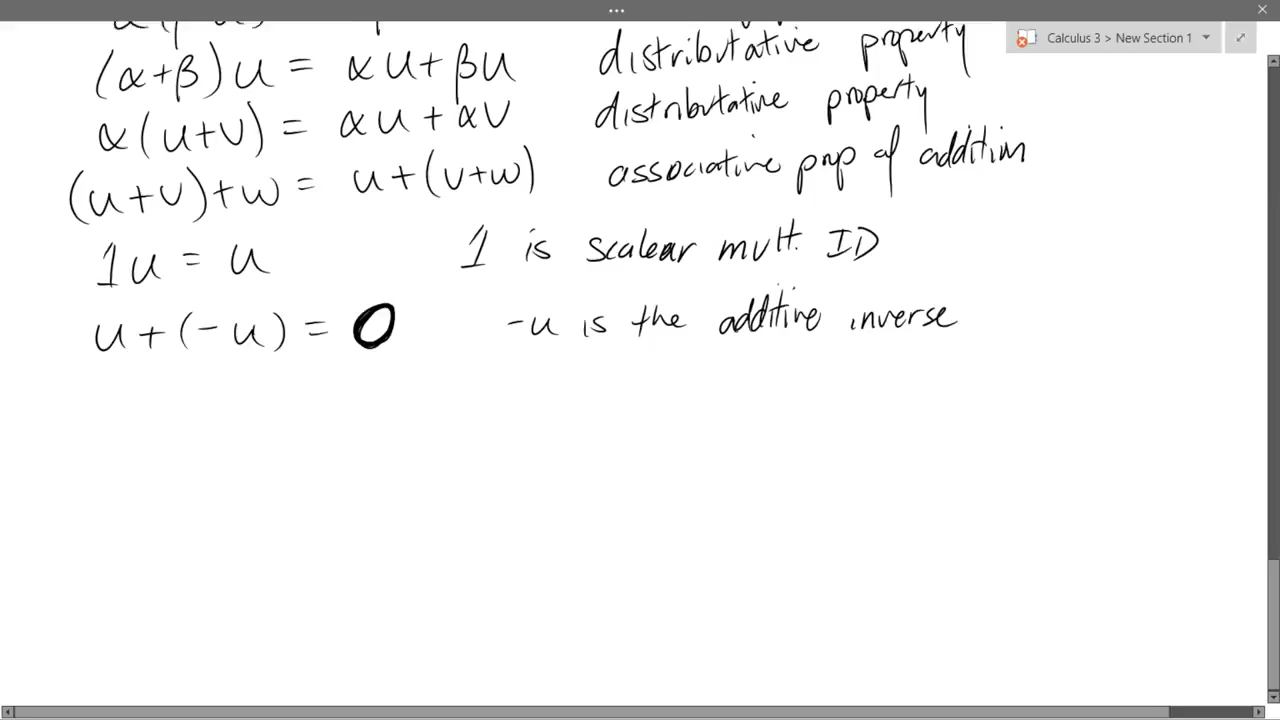 Calculus 3 > New Section 1
(α+β)u = αu+βu distributative property
α(u+v) = αu+αv distributative property
(u+v)+w = u+(v+w) associative prop of addition
1u = u 1 is scalear mult. ID
u+(-u) = 0 -u is the additive inverse